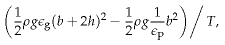 $\left( \frac{1}{2} \rho g \epsilon_{\mathrm{g}} (b + 2h)^2 - \frac{1}{2} \rho g \frac{1}{\epsilon_{\mathrm{p}}} b^2 \right) \Big/ T,$